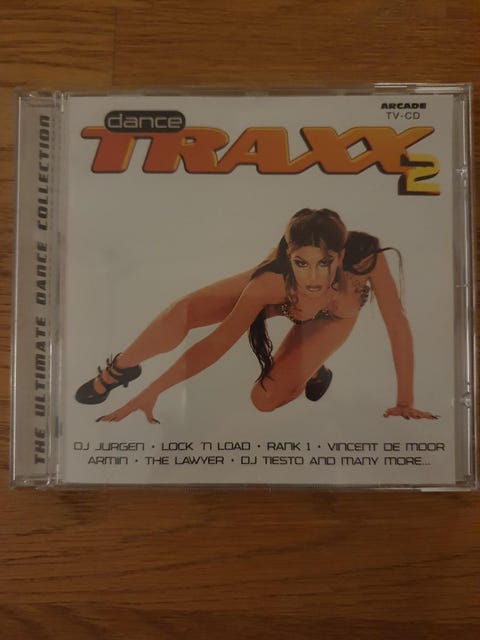 dance
TRAXX 2
ARCADE
TV-CD
THE ULTIMATE DANCE COLLECTION
DJ JURGEN • LOCK 'N LOAD • RANK 1 • VINCENT DE MOOR
ARMIN • THE LAWYER • DJ TIESTO AND MANY MORE...